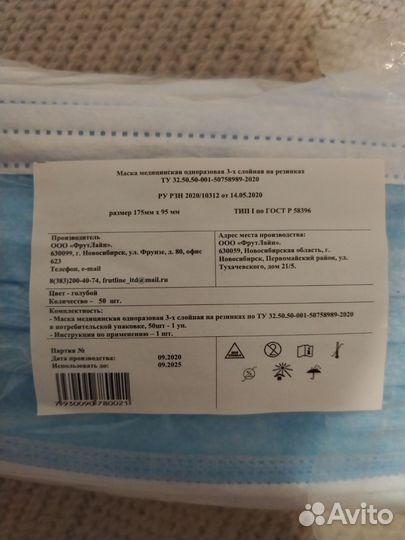 Маска медицинская одноразовая 3-х слойная на резинках
ТУ 32.50.50-001-50758989-2020
РУ РЗН 2020/10312 от 14.05.2020
размер 175мм х 95 мм
ТИП I по ГОСТ Р 58396
Производитель
ООО «ФрутЛайн».
630099, г. Новосибирск, ул. Фрунзе, д. 80, офис
623
Телефон, e-mail
8(383)200-40-74, frutline_ltd@mail.ru
Адрес места производства:
ООО «ФрутЛайн».
630059, Новосибирская область, г.
Новосибирск, Первомайский район, ул.
Тухачевского, дом 21/5.
Цвет - голубой
Количество – 50 шт.
Комплектность:
- Маска медицинская одноразовая 3-х слойная на резинках по ТУ 32.50.50-001-50758989-2020
в потребительской упаковке, 50шт - 1 уп.
- Инструкция по применению – 1 шт.
Партия №
Дата производства: 09.2020
Использовать до: 09.2025
7 930090 780021
Avito